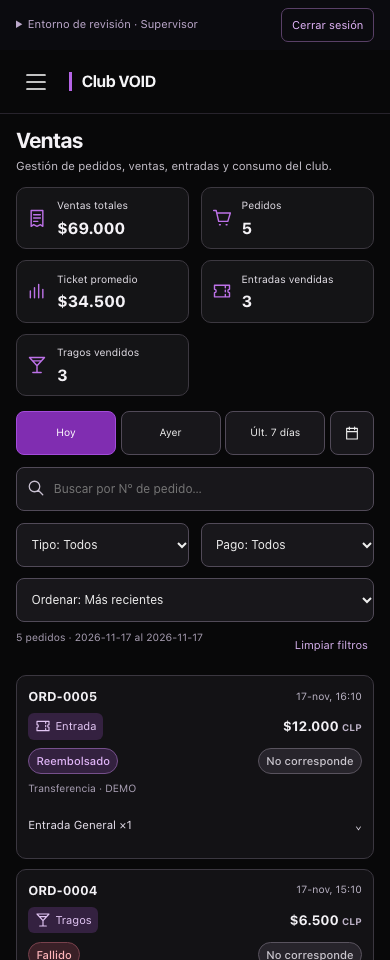 Entorno de revisión · Supervisor
Cerrar sesión
Club VOID
Ventas
Gestión de pedidos, ventas, entradas y consumo del club.
Ventas totales
$69.000
Pedidos
5
Ticket promedio
$34.500
Entradas vendidas
3
Tragos vendidos
3
Hoy
Ayer
Últ. 7 días
Buscar por Nº de pedido...
Tipo: Todos
Pago: Todos
Ordenar: Más recientes
5 pedidos · 2026-11-17 al 2026-11-17
Limpiar filtros
ORD-0005
17-nov, 16:10
Entrada
$12.000 CLP
Reembolsado
No corresponde
Transferencia · DEMO
Entrada General ×1
ORD-0004
17-nov, 15:10
Tragos
$6.500 CLP
Fallido
No corresponde